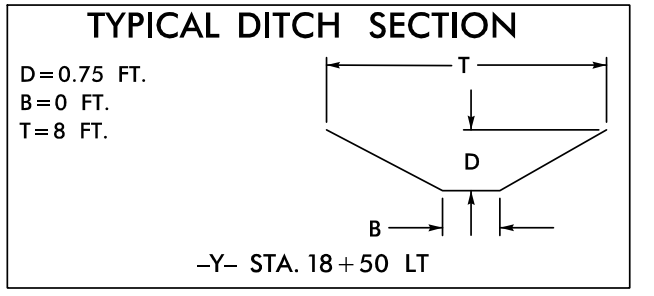 TYPICAL DITCH SECTION
D=0.75 FT.
B=0 FT.
T=8 FT.
T
D
B
–Y– STA. 18+50 LT